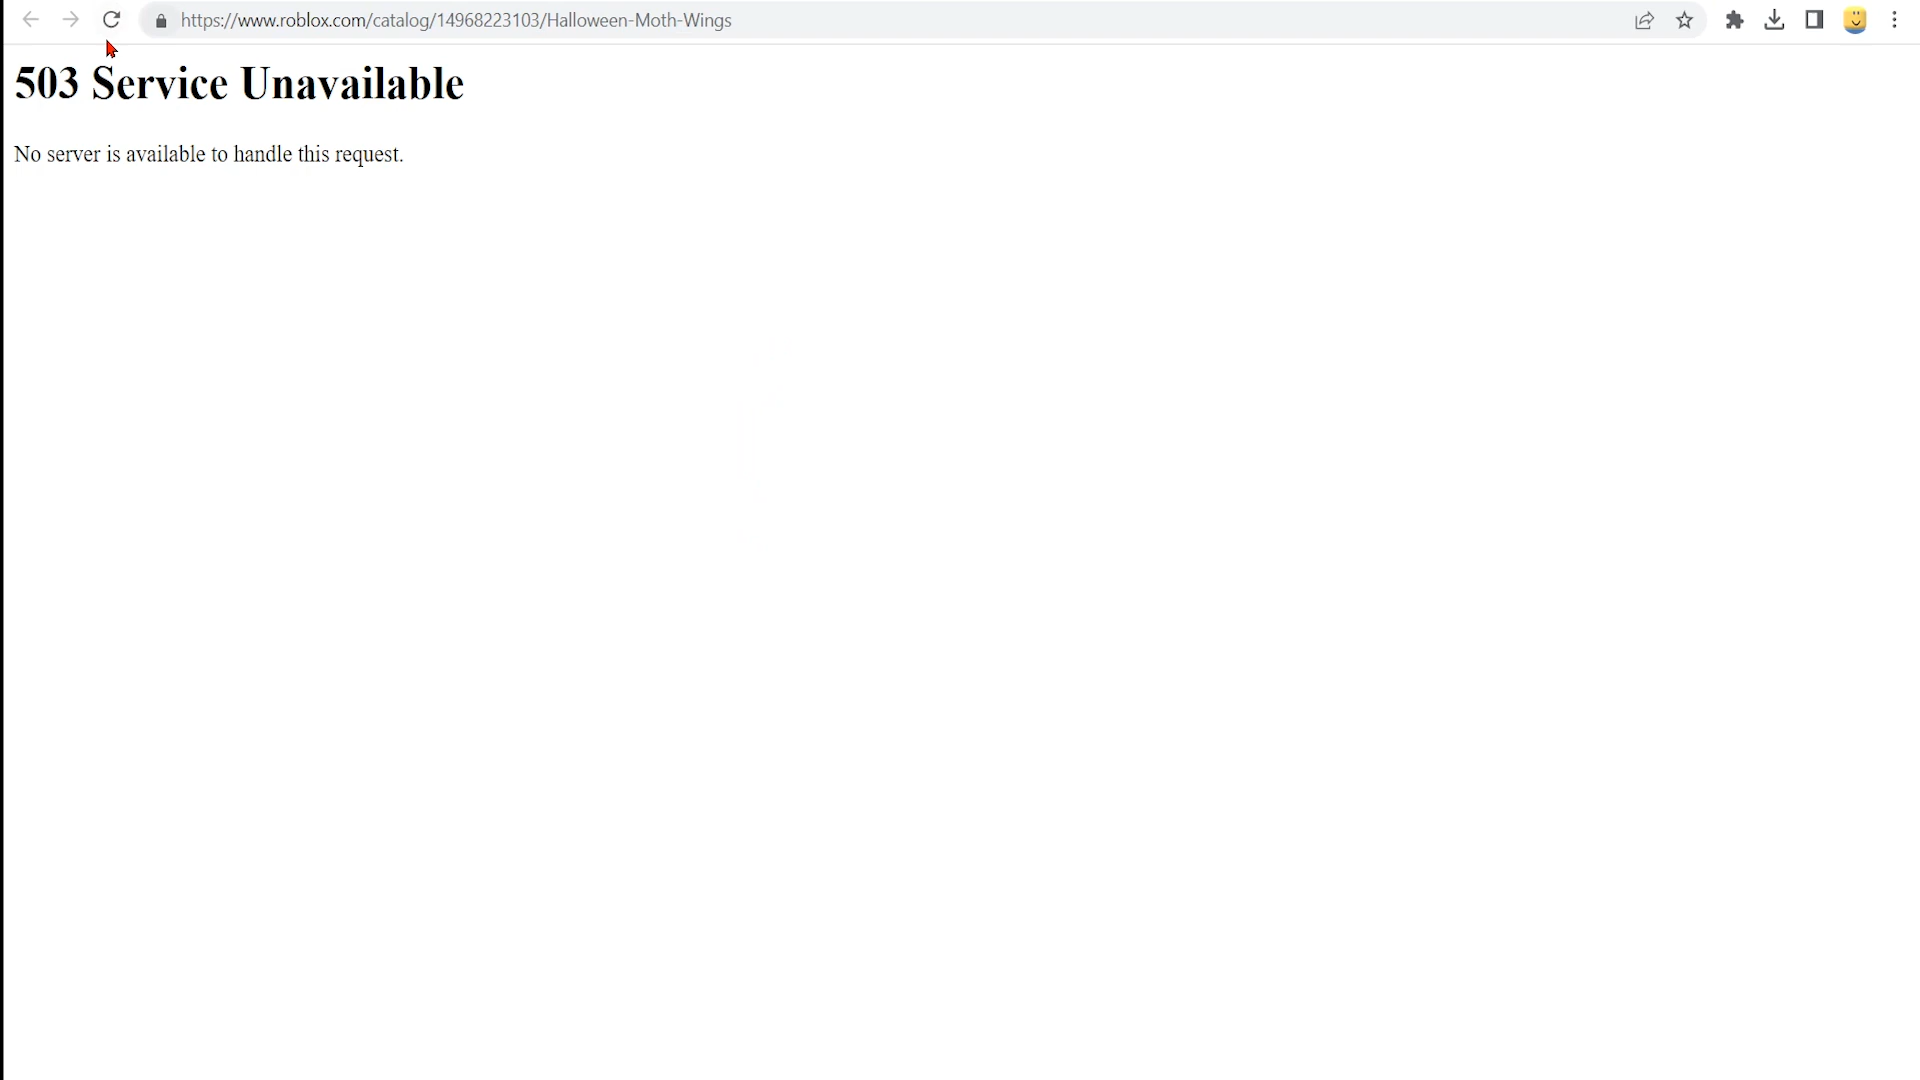 https://www.roblox.com/catalog/14968223103/Halloween-Moth-Wings
503 Service Unavailable
No server is available to handle this request.